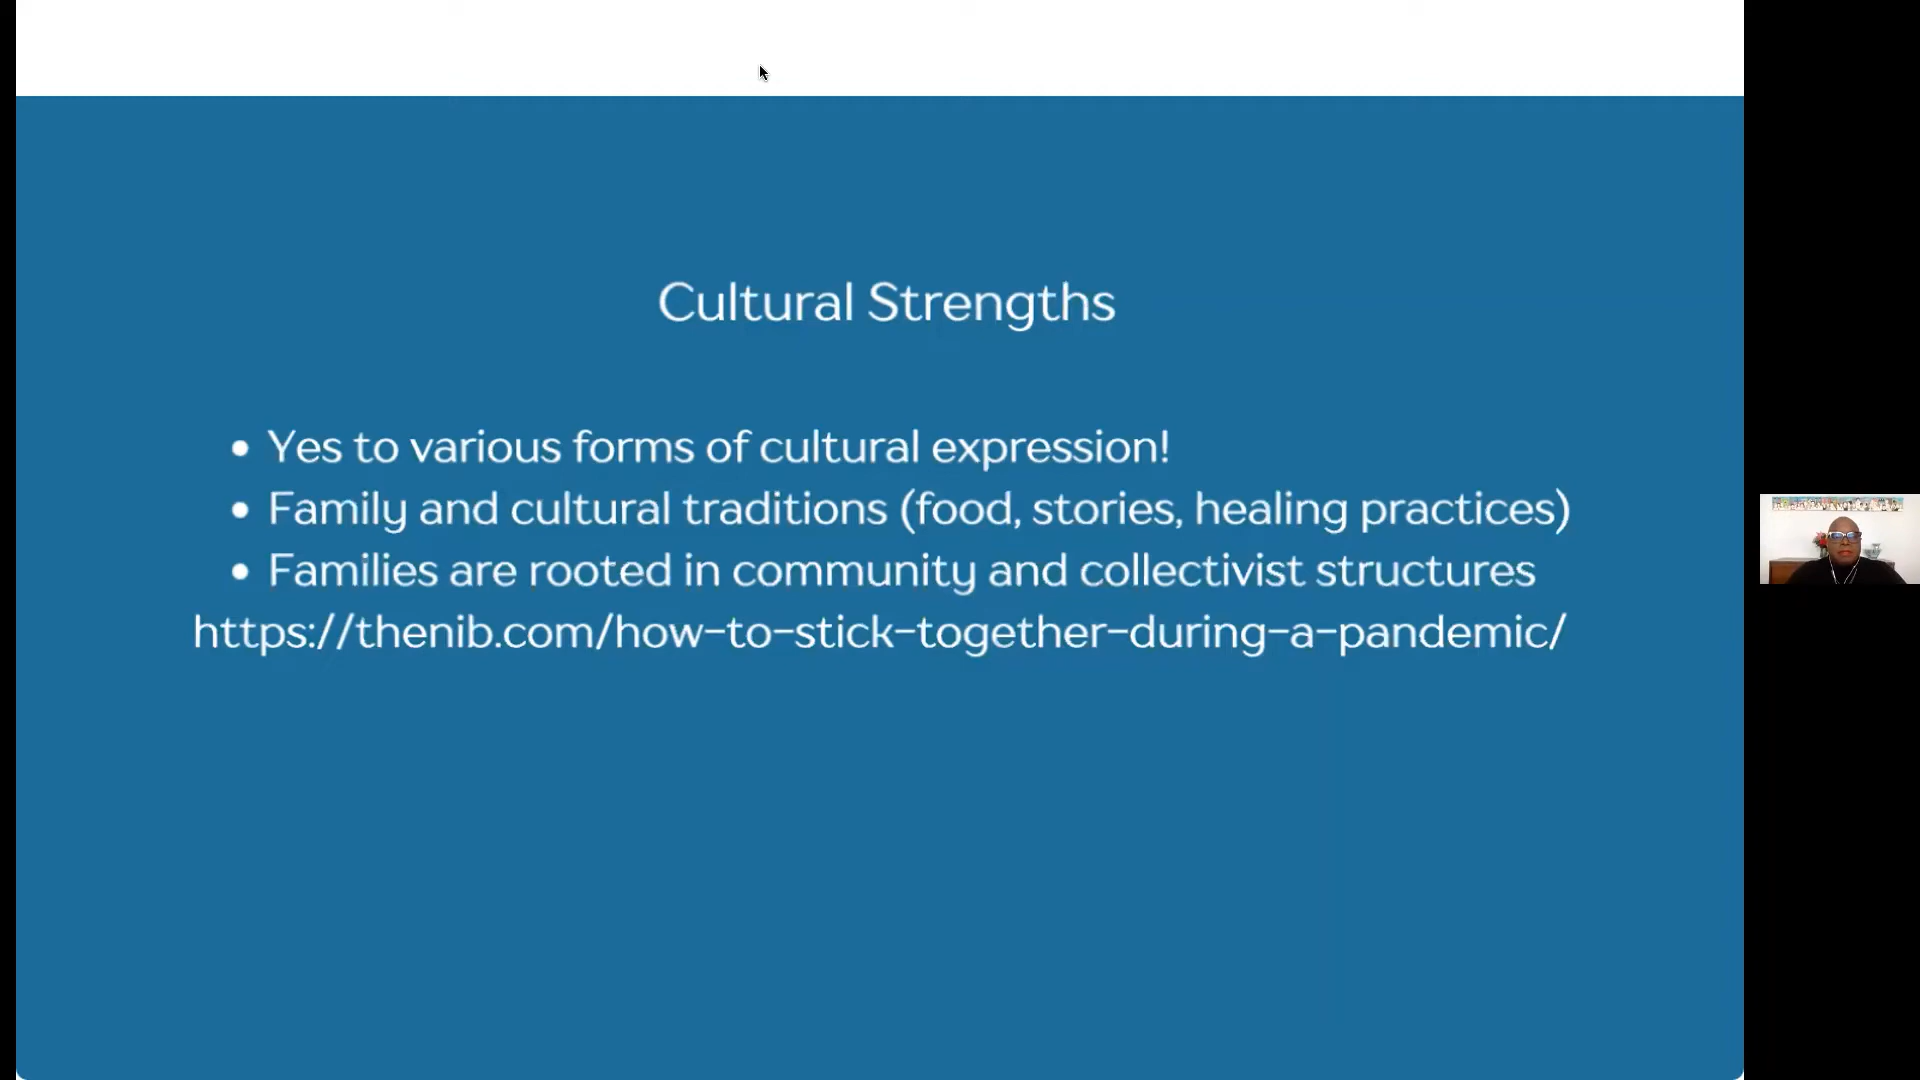 Cultural Strengths
• Yes to various forms of cultural expression!
• Family and cultural traditions (food, stories, healing practices)
• Families are rooted in community and collectivist structures
https://thenib.com/how-to-stick-together-during-a-pandemic/